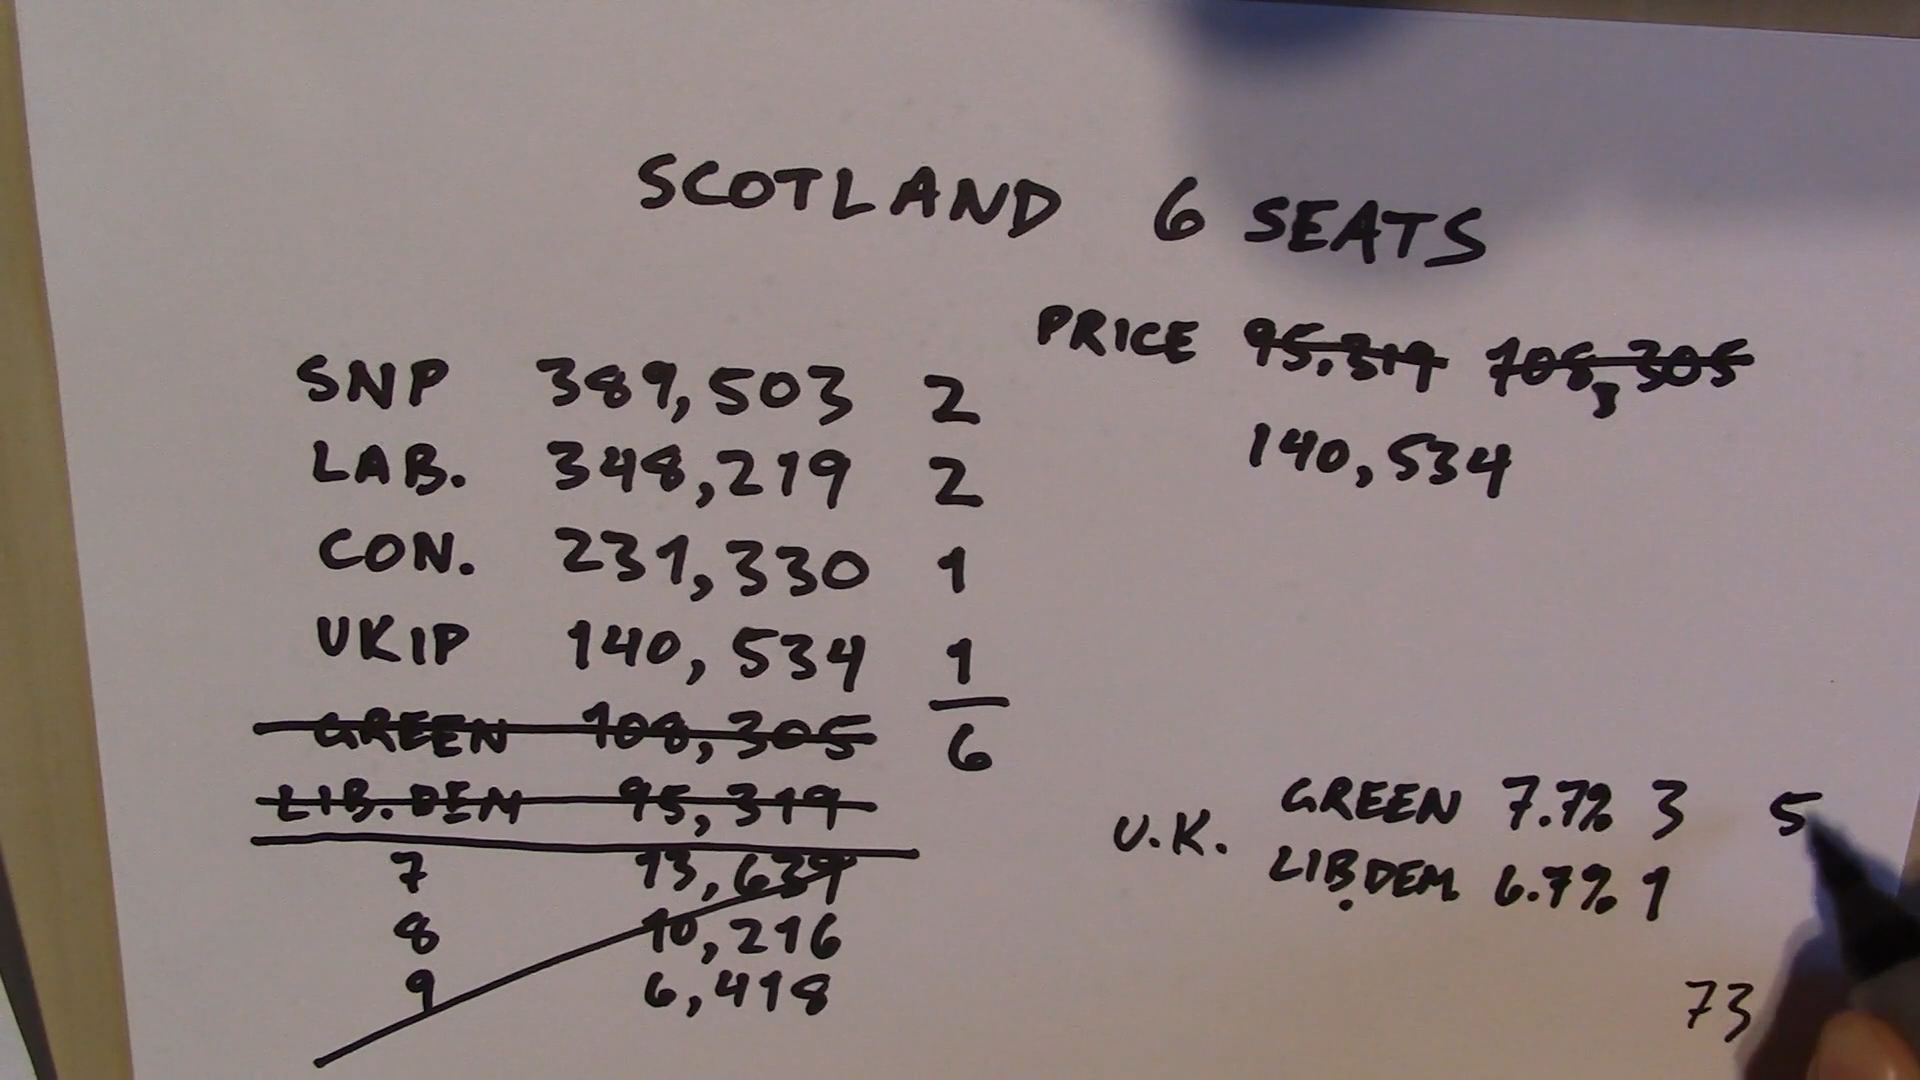 SCOTLAND 6 SEATS
PRICE 95,319 108,305
140,534
SNP 389,503 2
LAB. 348,219 2
CON. 231,330 1
UKIP 140,534 1
GREEN 108,305
6
LIB.DEM 95,319
7 13,639
8 10,216
9 6,418
U.K. GREEN 7.7% 3 5
LIB.DEM. 6.7% 1
73